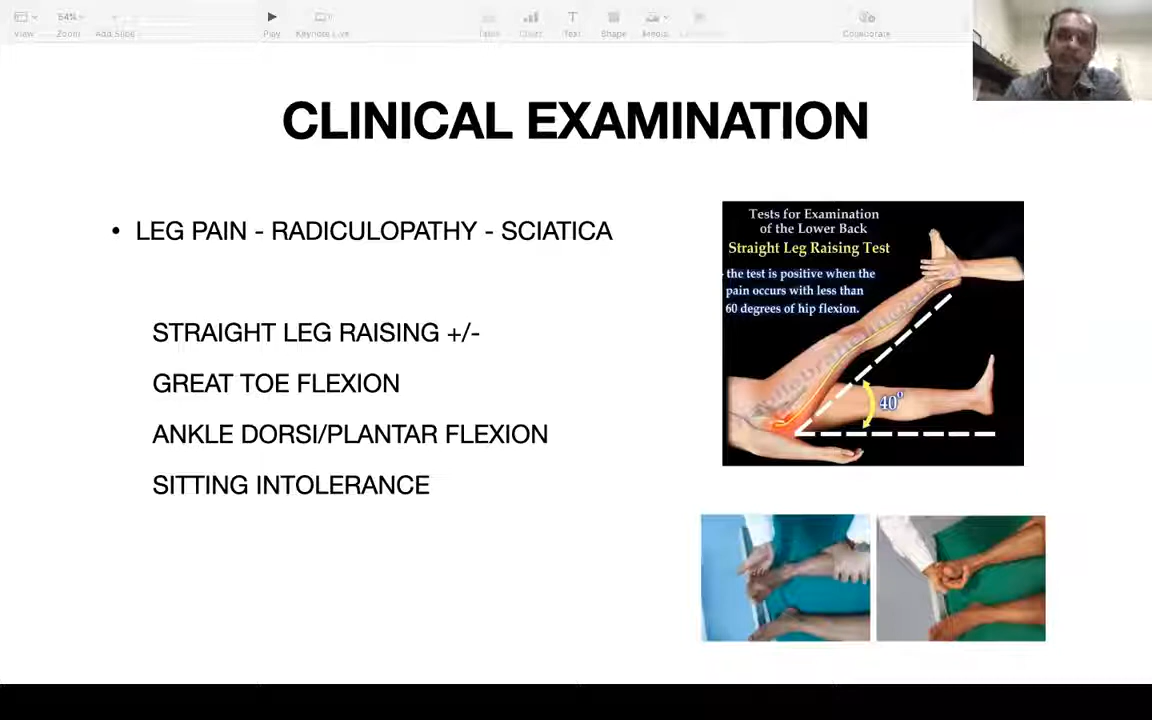 54%
View
Zoom
Add Slide
Play
Keynote Live
Table
Chart
Text
Shape
Media
Collaborate
CLINICAL EXAMINATION
• LEG PAIN - RADICULOPATHY - SCIATICA
STRAIGHT LEG RAISING +/-
GREAT TOE FLEXION
ANKLE DORSI/PLANTAR FLEXION
SITTING INTOLERANCE
Tests for Examination
of the Lower Back
Straight Leg Raising Test
the test is positive when the
pain occurs with less than
60 degrees of hip flexion.
40°